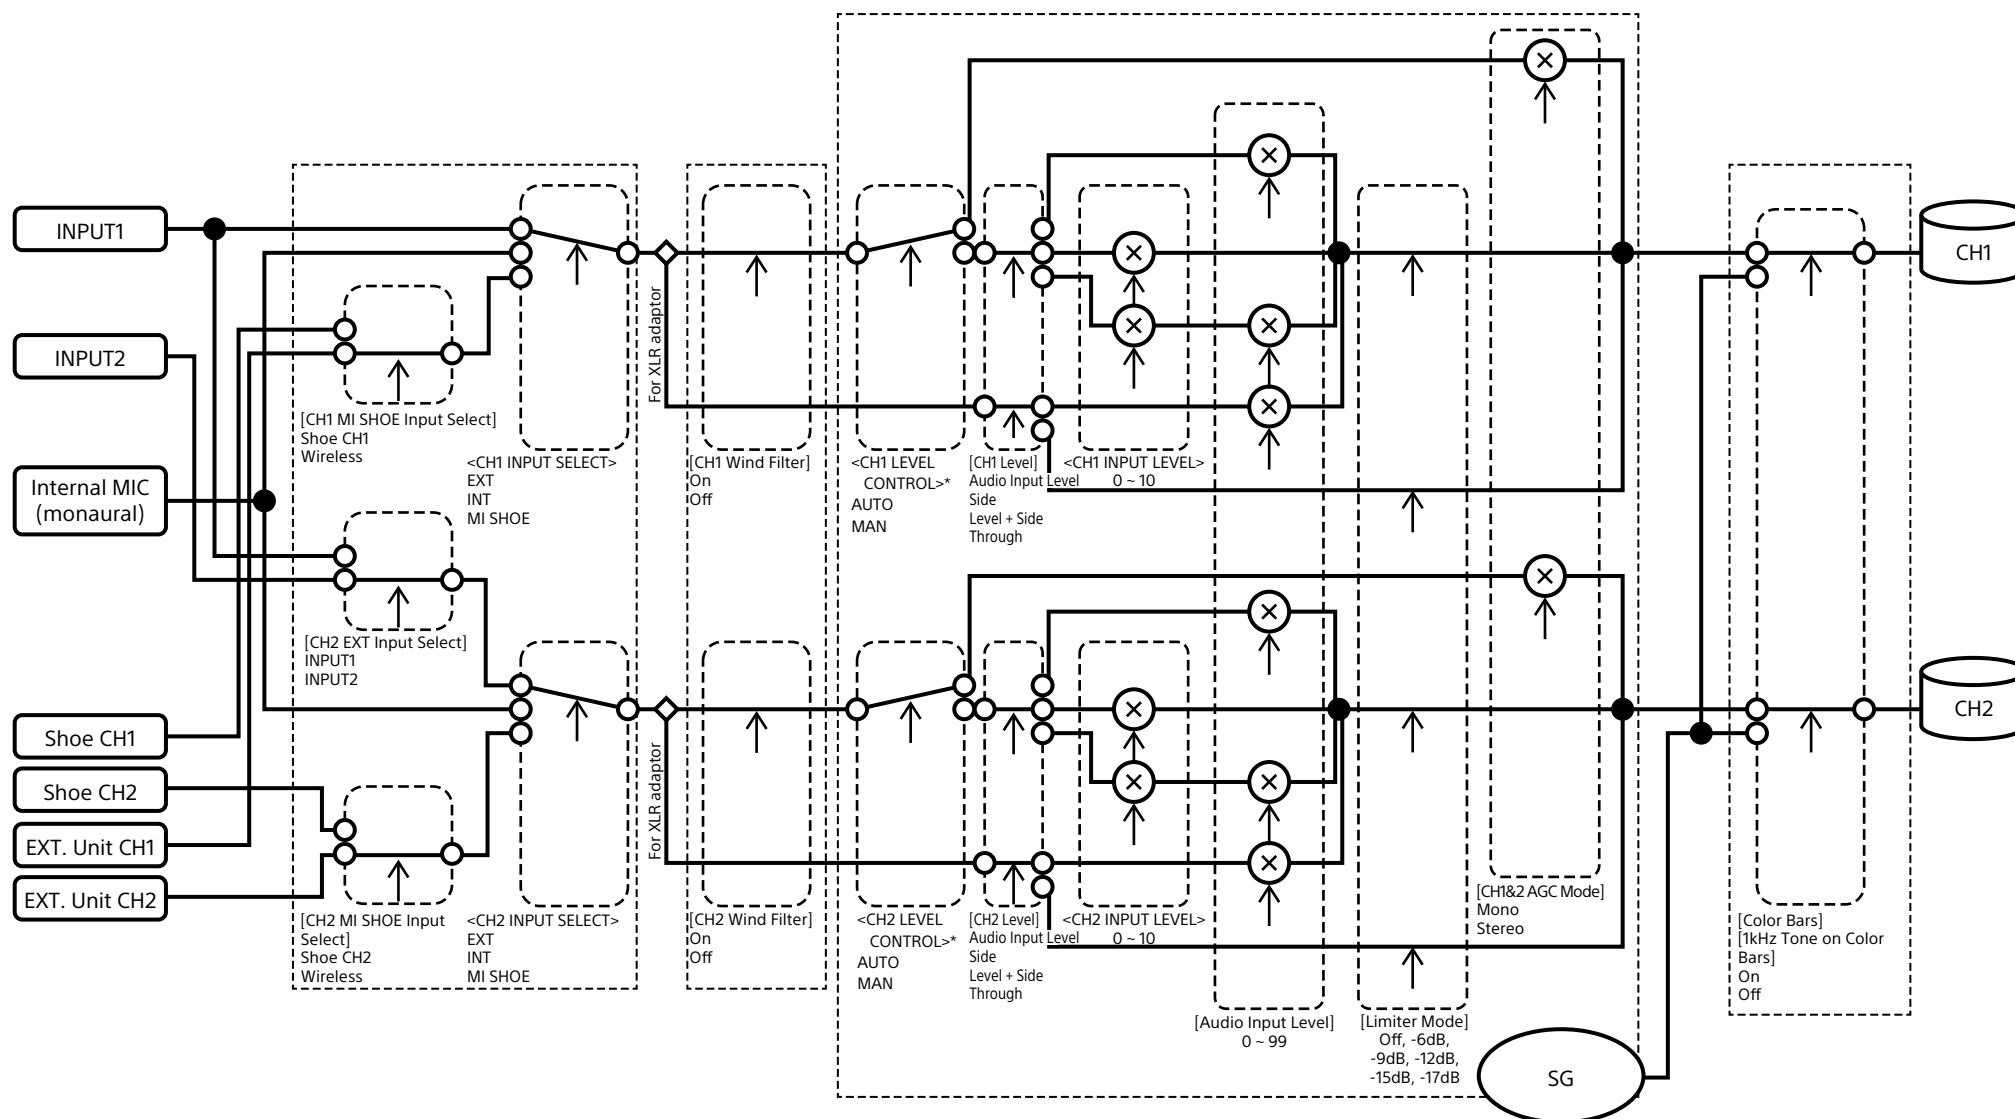 INPUT1
INPUT2
Internal MIC
(monaural)
Shoe CH1
Shoe CH2
EXT. Unit CH1
EXT. Unit CH2
[CH1 MI SHOE Input Select]
Shoe CH1
Wireless
<CH1 INPUT SELECT>
EXT
INT
MI SHOE
[CH2 EXT Input Select]
INPUT1
INPUT2
[CH2 MI SHOE Input
Select]
Shoe CH2
Wireless
<CH2 INPUT SELECT>
EXT
INT
MI SHOE
For XLR adaptor
For XLR adaptor
[CH1 Wind Filter]
On
Off
[CH2 Wind Filter]
On
Off
<CH1 LEVEL
CONTROL>*
AUTO
MAN
[CH1 Level]
Audio Input Level
Side
Level + Side
Through
<CH1 INPUT LEVEL>
0 ~ 10
<CH2 LEVEL
CONTROL>*
AUTO
MAN
[CH2 Level]
Audio Input Level
Side
Level + Side
Through
<CH2 INPUT LEVEL>
0 ~ 10
[Audio Input Level]
0 ~ 99
[Limiter Mode]
Off, -6dB,
-9dB, -12dB,
-15dB, -17dB
[CH1&2 AGC Mode]
Mono
Stereo
SG
[Color Bars]
[1kHz Tone on Color
Bars]
On
Off
CH1
CH2